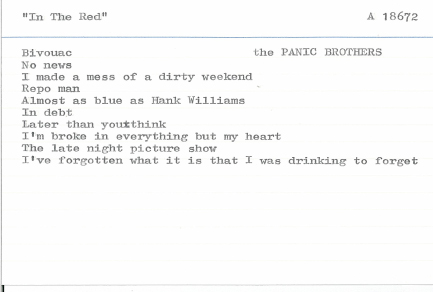 "In The Red" A 18672
Bivouac the PANIC BROTHERS
No news
I made a mess of a dirty weekend
Repo man
Almost as blue as Hank Williams
In debt
Later than youxthink
I'm broke in everything but my heart
The late night picture show
I've forgotten what it is that I was drinking to forget